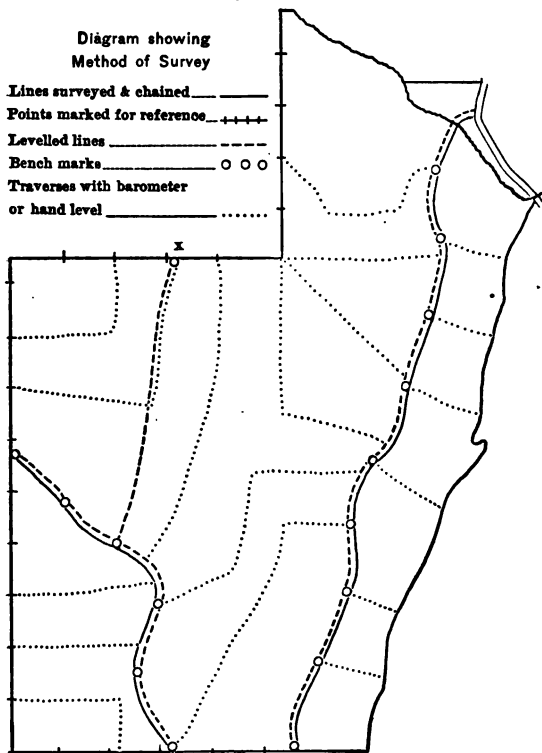 Diagram showing
Method of Survey
Lines surveyed & chained
Points marked for reference
Levelled lines
Bench marks
Traverses with barometer
or hand level
x